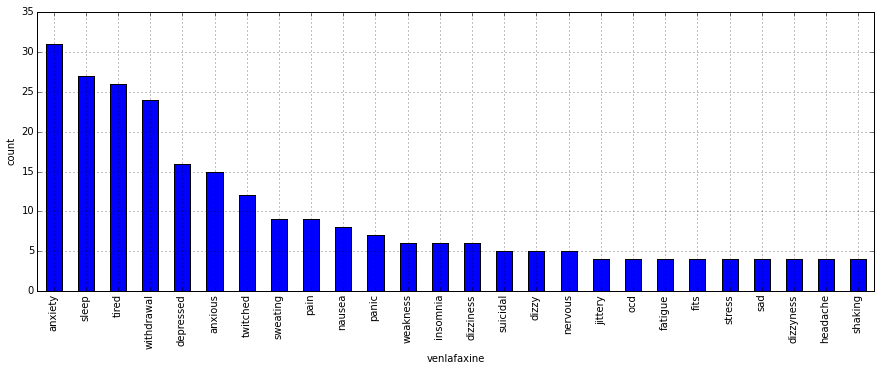 35
30
25
20
15
10
5
0
count
anxiety
sleep
tired
withdrawal
depressed
anxious
twitched
sweating
pain
nausea
panic
weakness
insomnia
dizziness
suicidal
dizzy
nervous
jittery
ocd
fatigue
fits
stress
sad
dizzyness
headache
shaking
venlafaxine